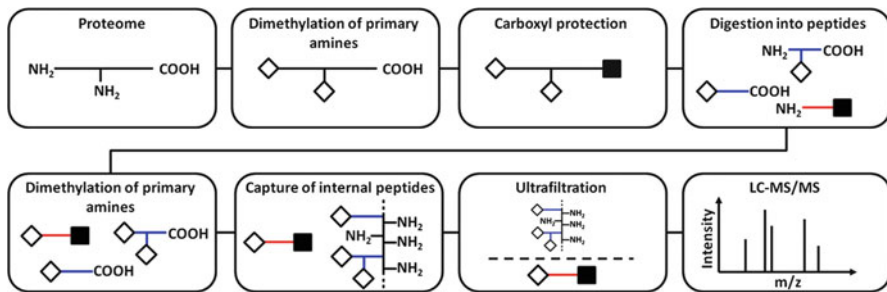 Proteome
NH₂
NH₂
COOH
Dimethylation of primary
amines
COOH
Carboxyl protection
Digestion into peptides
NH₂
COOH
COOH
NH₂
Dimethylation of primary
amines
COOH
COOH
Capture of internal peptides
NH₂
NH₂
NH₂
NH₂
Ultrafiltration
NH₂
NH₂
NH₂
NH₂
LC-MS/MS
Intensity
m/z